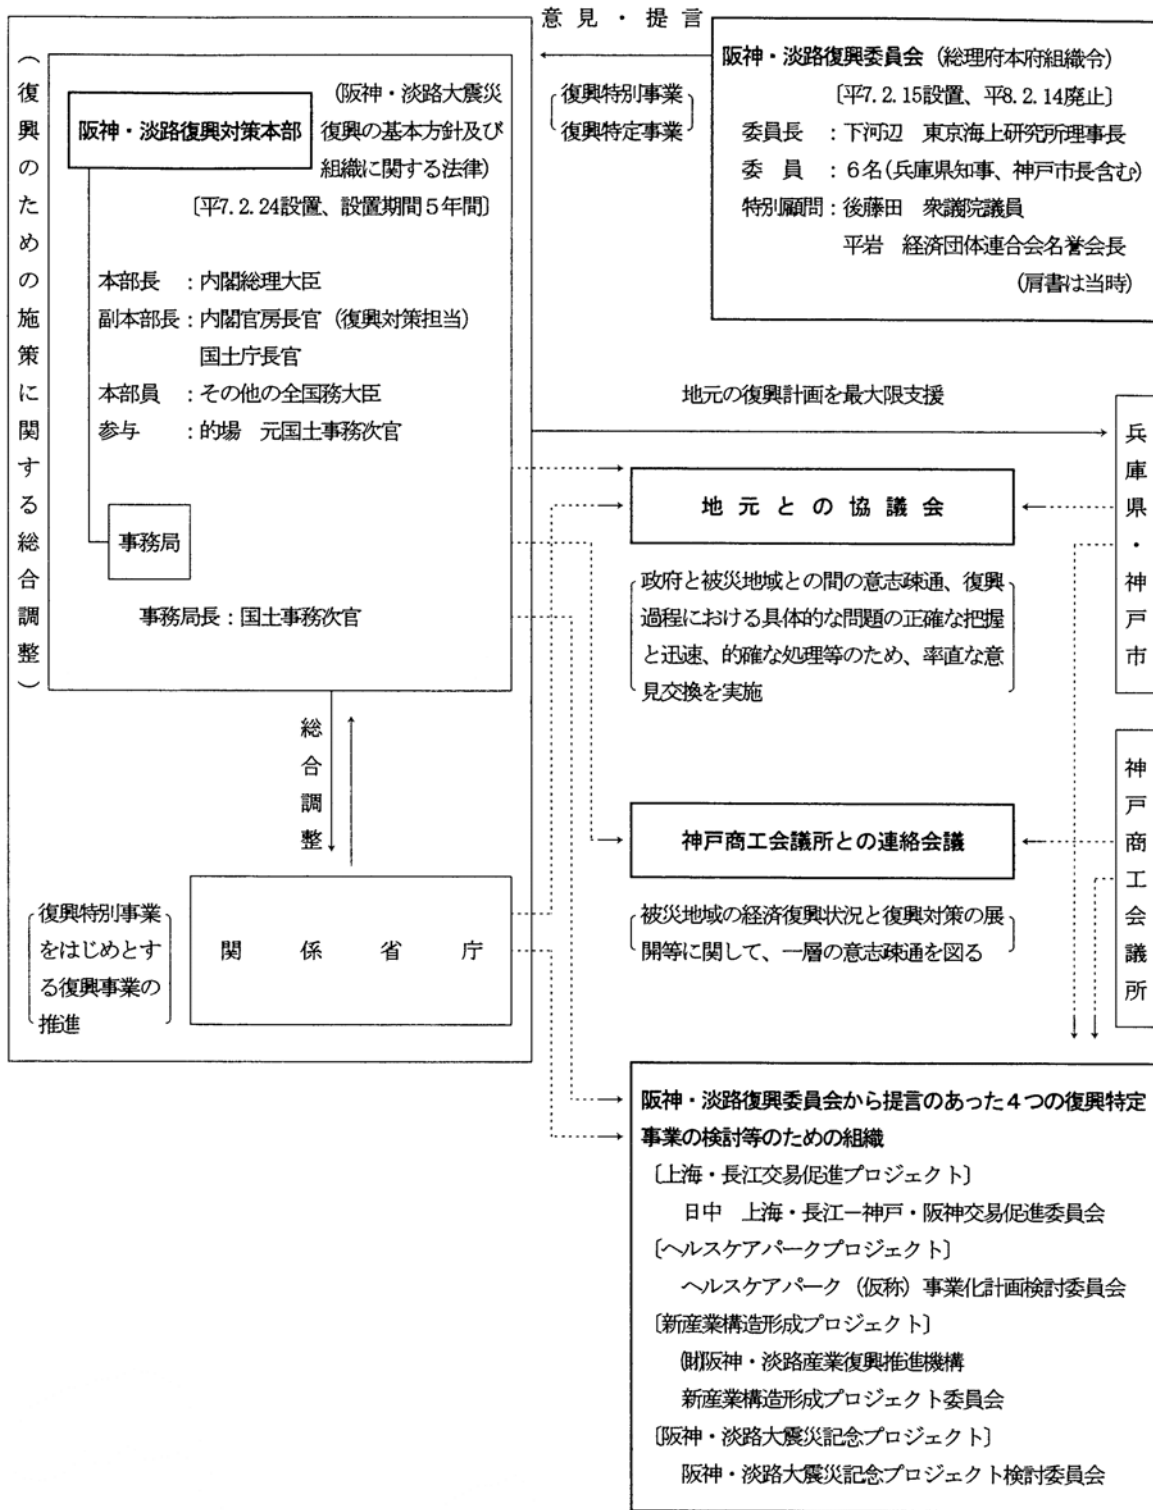 意見・提言
(復興のための施策に関する総合調整)
阪神・淡路復興対策本部
(阪神・淡路大震災
復興の基本方針及び
組織に関する法律)
〔平7.2.24設置、設置期間5年間〕
本部長 :内閣総理大臣
副本部長:内閣官房長官(復興対策担当)
国土庁長官
本部員 :その他の全国務大臣
参与 :的場 元国土事務次官
事務局
事務局長:国土事務次官
復興特別事業
復興特定事業
阪神・淡路復興委員会(総理府本府組織令)
〔平7.2.15設置、平8.2.14廃止〕
委員長 :下河辺 東京海上研究所理事長
委 員 :6名(兵庫県知事、神戸市長含む)
特別顧問:後藤田 衆議院議員
平岩 経済団体連合会名誉会長
(肩書は当時)
地元の復興計画を最大限支援
兵庫県・神戸市
地元との協議会
政府と被災地域との間の意志疎通、復興
過程における具体的な問題の正確な把握
と迅速、的確な処理等のため、率直な意
見交換を実施
総合調整
神戸商工会議所
神戸商工会議所との連絡会議
被災地域の経済復興状況と復興対策の展
開等に関して、一層の意志疎通を図る
復興特別事業
をはじめとす
る復興事業の
推進
関係省庁
阪神・淡路復興委員会から提言のあった4つの復興特定
事業の検討等のための組織
〔上海・長江交易促進プロジェクト〕
日中 上海・長江ー神戸・阪神交易促進委員会
〔ヘルスケアパークプロジェクト〕
ヘルスケアパーク(仮称)事業化計画検討委員会
〔新産業構造形成プロジェクト〕
(財)阪神・淡路産業復興推進機構
新産業構造形成プロジェクト委員会
〔阪神・淡路大震災記念プロジェクト〕
阪神・淡路大震災記念プロジェクト検討委員会